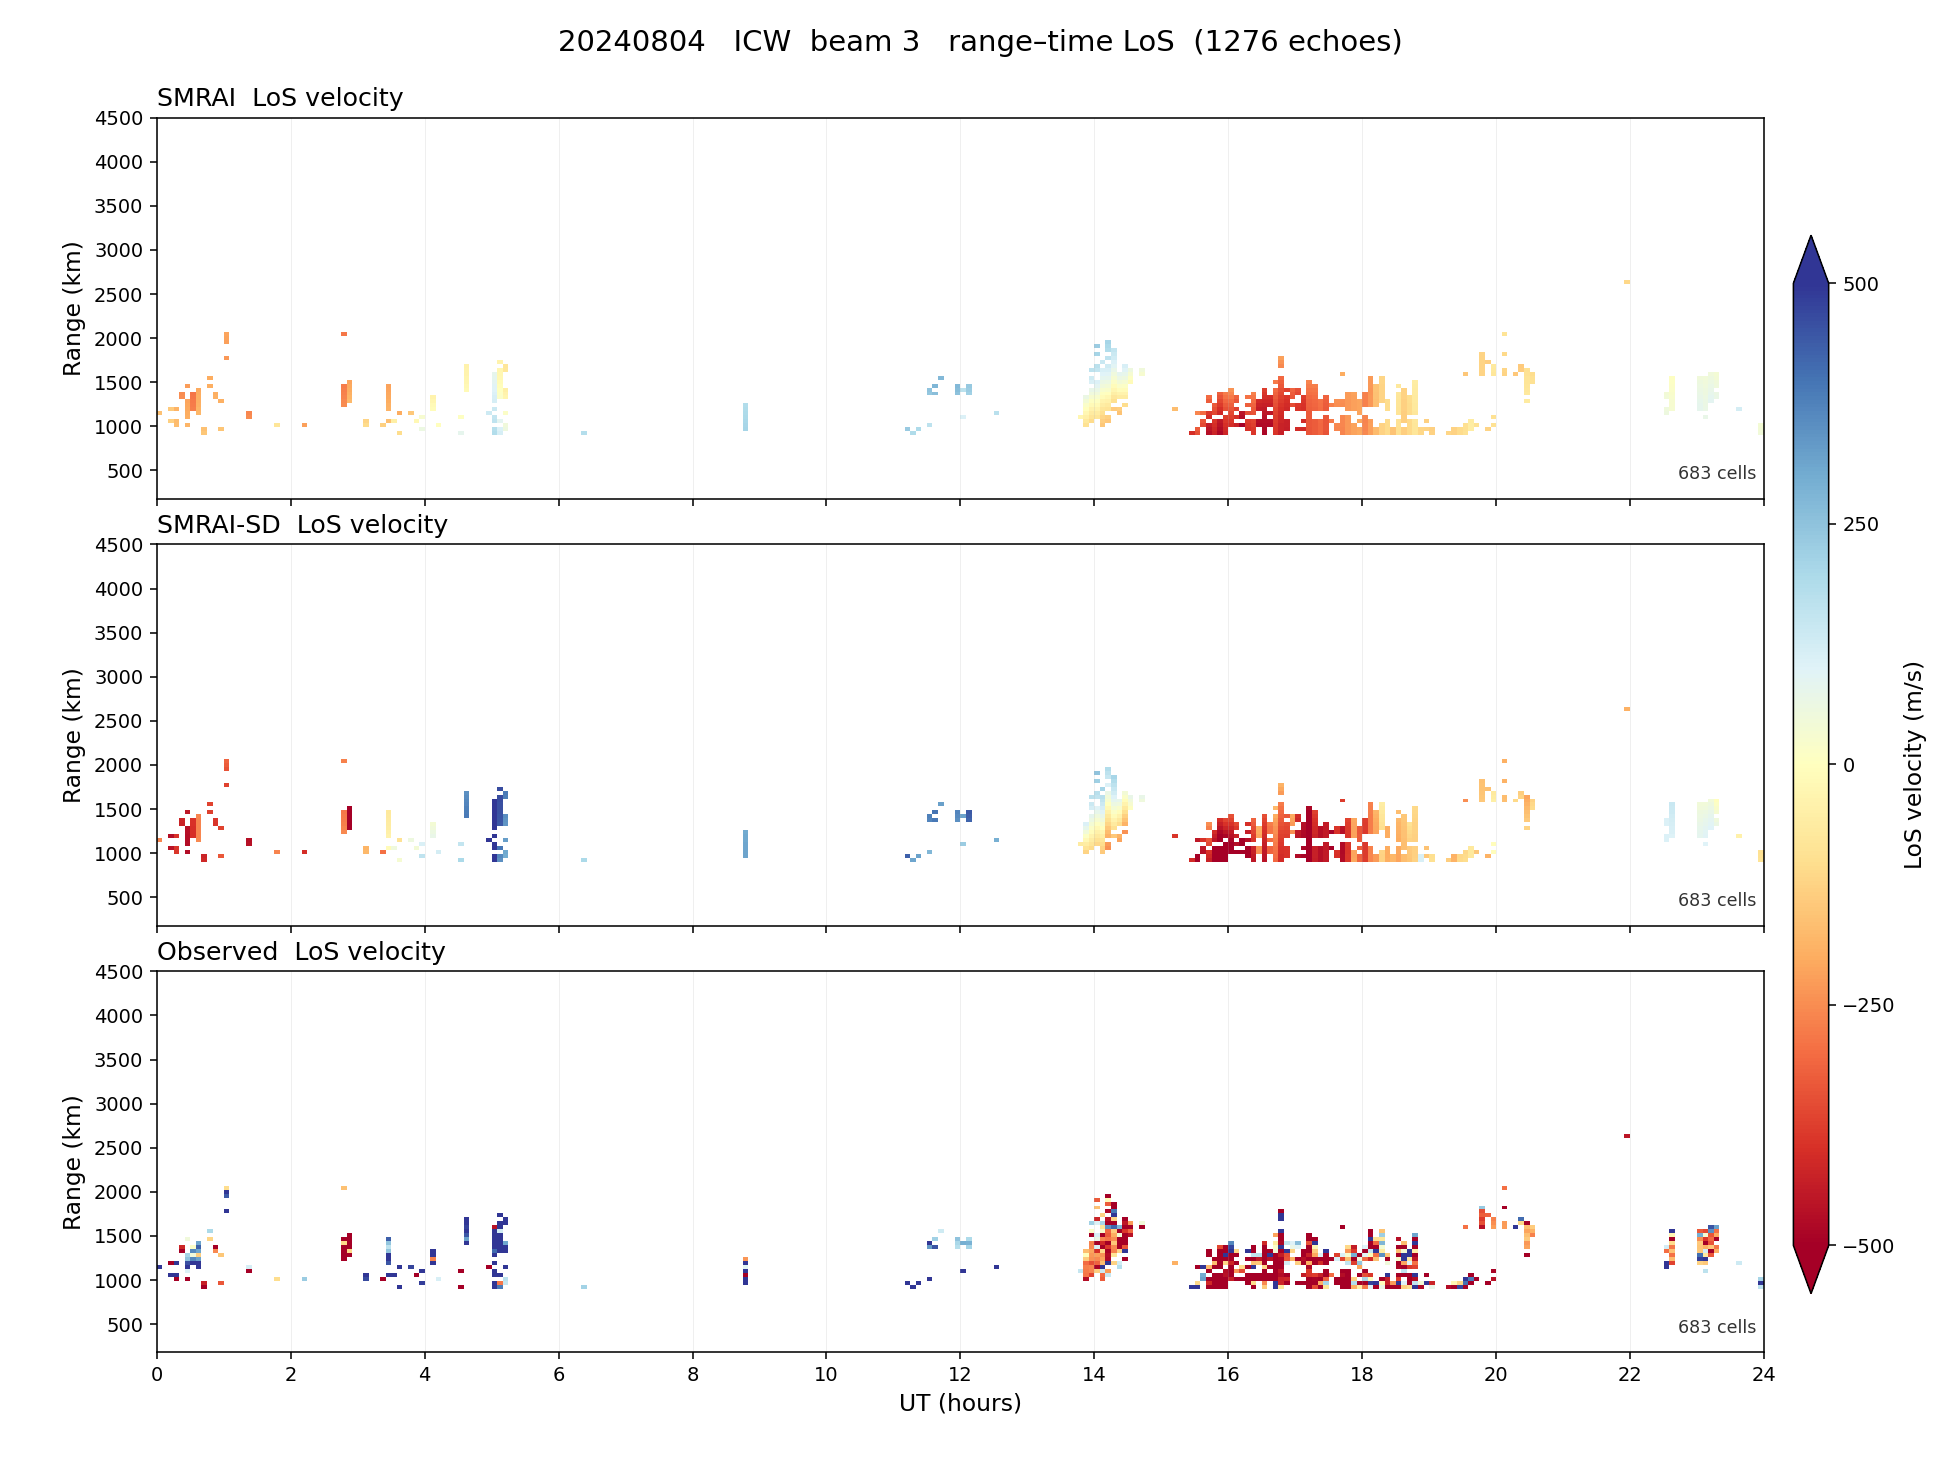 20240804   ICW  beam 3   range–time LoS  (1276 echoes)
SMRAI  LoS velocity
4500
4000
3500
3000
2500
2000
1500
1000
500
Range (km)
683 cells
SMRAI-SD  LoS velocity
4500
4000
3500
3000
2500
2000
1500
1000
500
Range (km)
683 cells
Observed  LoS velocity
4500
4000
3500
3000
2500
2000
1500
1000
500
Range (km)
683 cells
0 2 4 6 8 10 12 14 16 18 20 22 24
UT (hours)
500
250
0
−250
−500
LoS velocity (m/s)